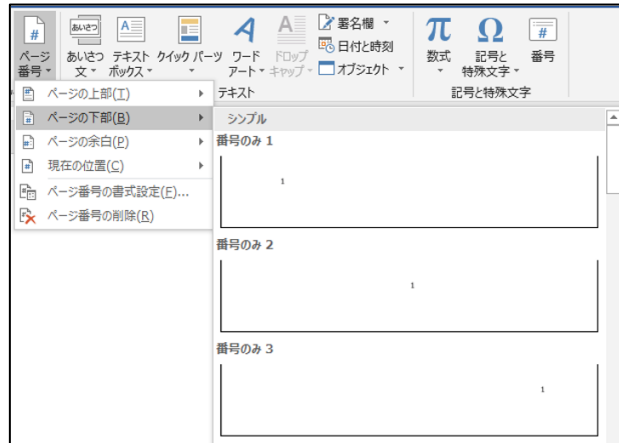 ページ
番号
あいさつ
文
テキスト
ボックス
クイック パーツ
ワード
アート
ドロップ
キャップ
署名欄
日付と時刻
オブジェクト
数式
記号と
特殊文字
番号
テキスト
記号と特殊文字
ページの上部(T)
ページの下部(B)
ページの余白(P)
現在の位置(C)
ページ番号の書式設定(F)...
ページ番号の削除(R)
シンプル
番号のみ 1
1
番号のみ 2
1
番号のみ 3
1